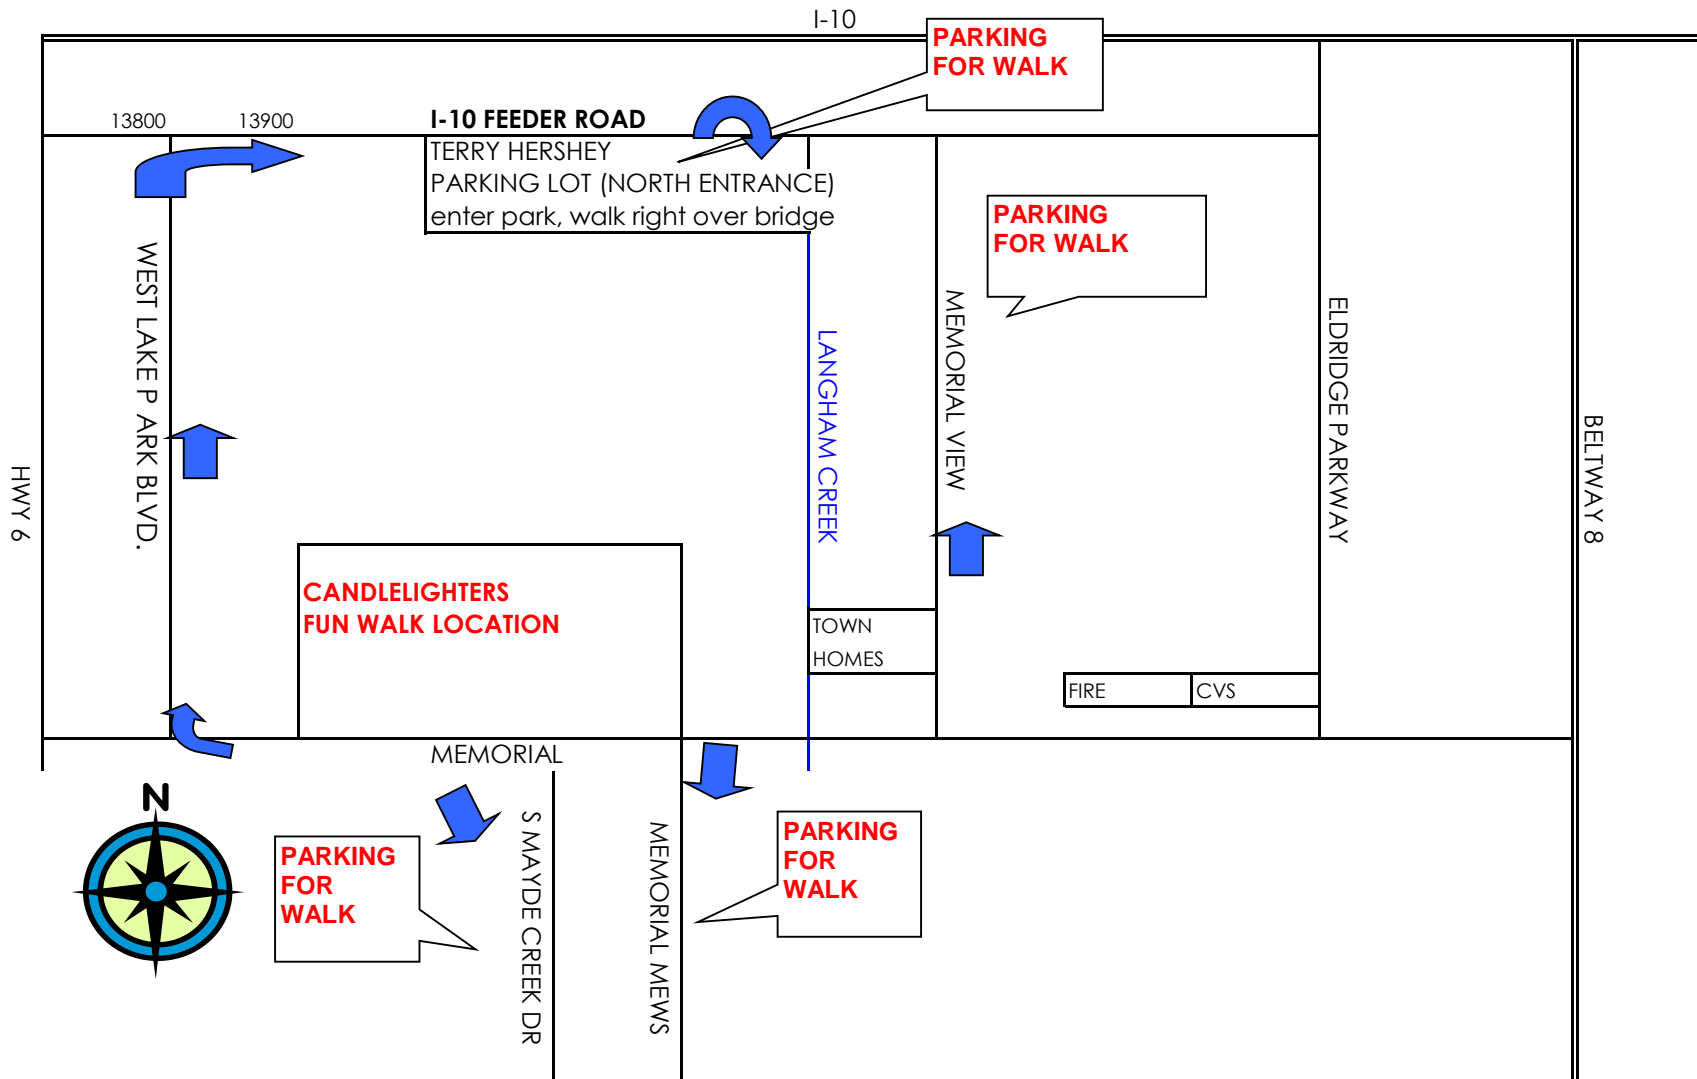 I-10
PARKING
FOR WALK
13800
13900
I-10 FEEDER ROAD
TERRY HERSHEY
PARKING LOT (NORTH ENTRANCE)
enter park, walk right over bridge
PARKING
FOR WALK
WEST LAKE P ARK BLVD.
LANGHAM CREEK
MEMORIAL VIEW
ELDRIDGE PARKWAY
BELTWAY 8
HWY 6
CANDLELIGHTERS
FUN WALK LOCATION
TOWN
HOMES
FIRE
CVS
MEMORIAL
N
PARKING
FOR
WALK
S MAYDE CREEK DR
MEMORIAL MEWS
PARKING
FOR
WALK